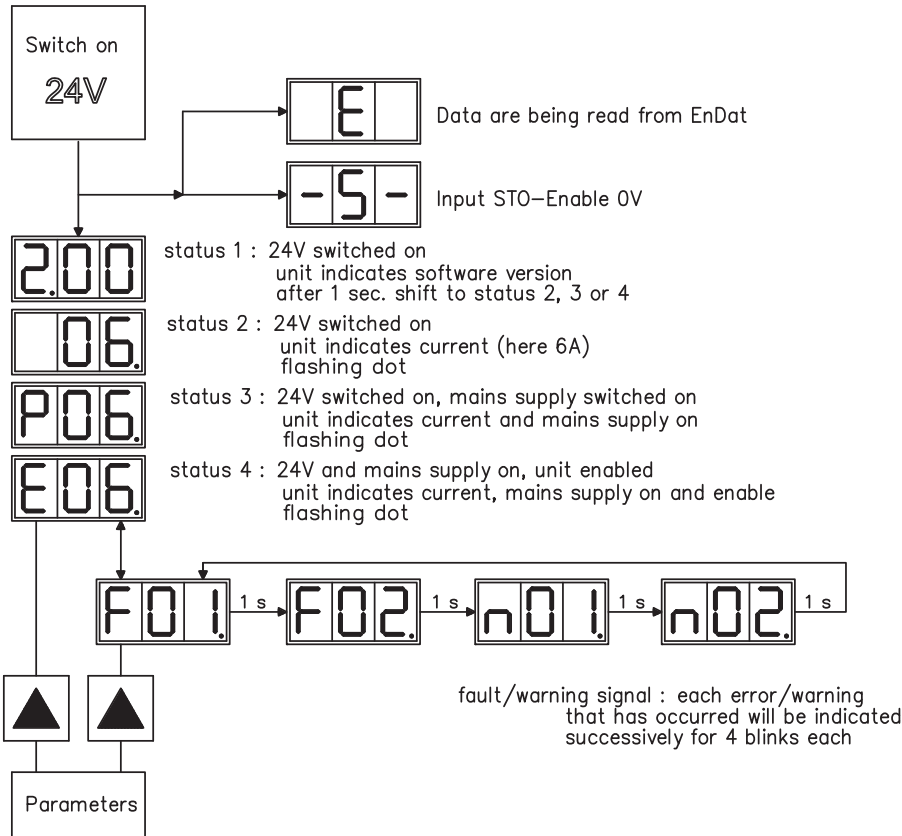 Switch on
24V
E
Data are being read from EnDat
-S-
Input STO-Enable 0V
2.00
status 1 : 24V switched on
unit indicates software version
after 1 sec. shift to status 2, 3 or 4
06.
status 2 : 24V switched on
unit indicates current (here 6A)
flashing dot
P06.
status 3 : 24V switched on, mains supply switched on
unit indicates current and mains supply on
flashing dot
E06.
status 4 : 24V and mains supply on, unit enabled
unit indicates current, mains supply on and enable
flashing dot
F01. 1 s F02. 1 s n01. 1 s n02. 1 s
fault/warning signal : each error/warning
that has occurred will be indicated
successively for 4 blinks each
Parameters